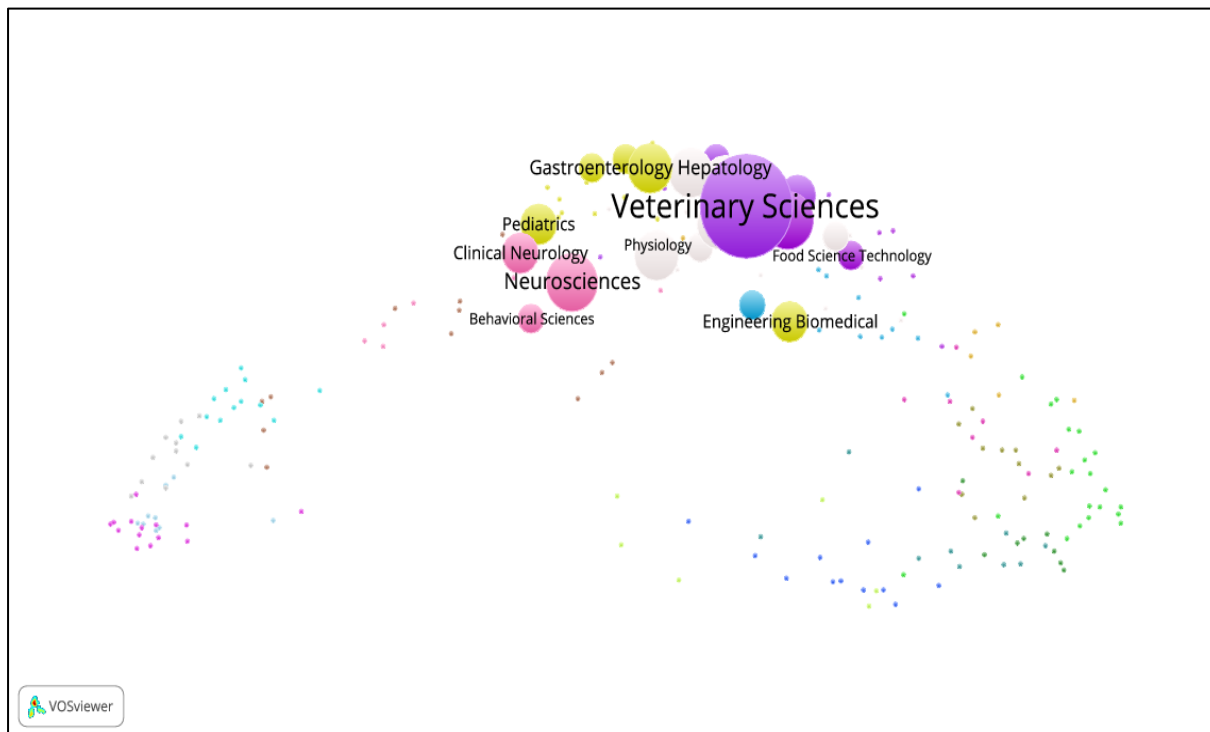 Gastroenterology Hepatology
Veterinary Sciences
Pediatrics
Physiology
Clinical Neurology
Food Science Technology
Neurosciences
Behavioral Sciences
Engineering Biomedical
VOSviewer